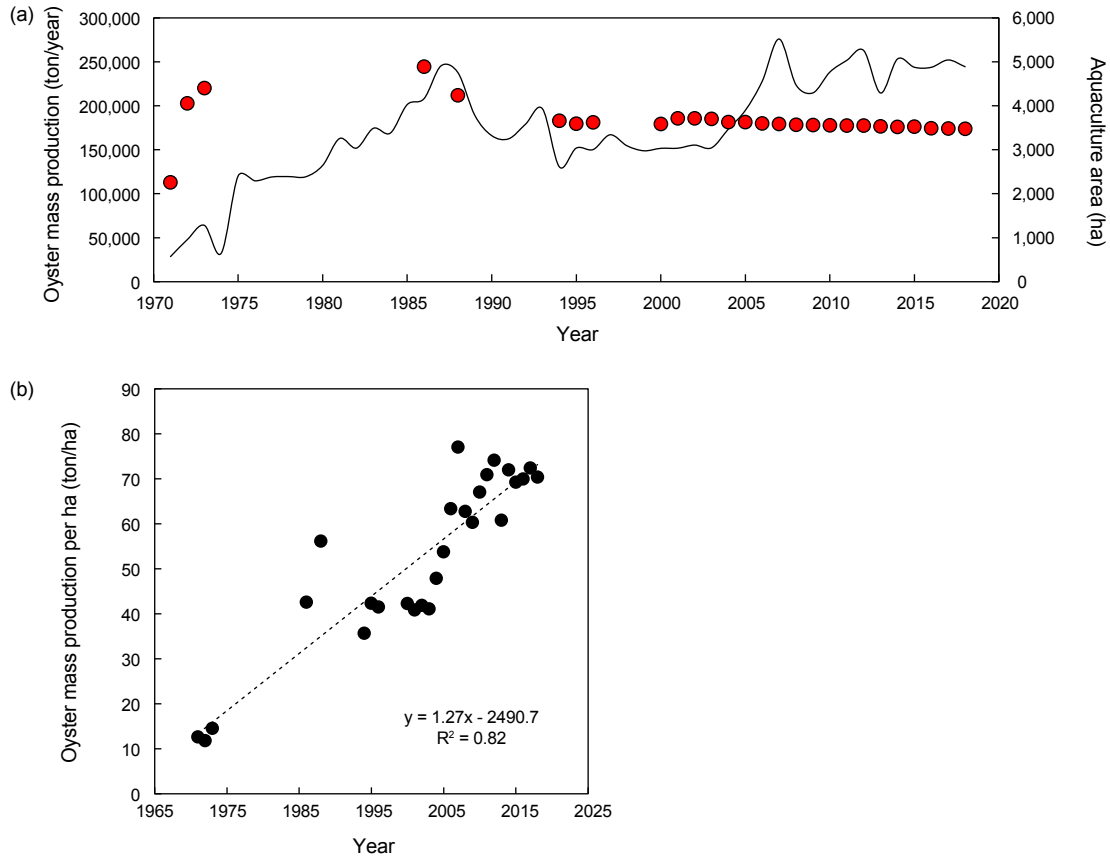 (a)
Oyster mass production (ton/year)
300,000
250,000
200,000
150,000
100,000
50,000
0
6,000
5,000
4,000
3,000
2,000
1,000
0
Aquaculture area (ha)
1970 1975 1980 1985 1990 1995 2000 2005 2010 2015 2020
Year
(b)
Oyster mass production per ha (ton/ha)
90
80
70
60
50
40
30
20
10
0
y = 1.27x - 2490.7
R² = 0.82
1965 1975 1985 1995 2005 2015 2025
Year